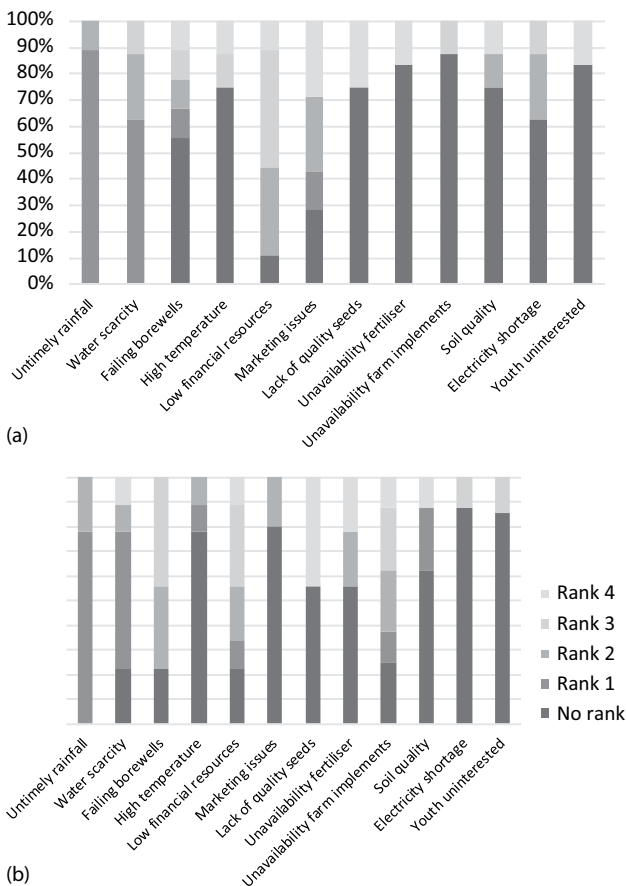 100%
90%
80%
70%
60%
50%
40%
30%
20%
10%
0%
Untimely rainfall
Water scarcity
Failing borewells
High temperature
Low financial resources
Marketing issues
Lack of quality seeds
Unavailability fertiliser
Unavailability farm implements
Soil quality
Electricity shortage
Youth uninterested
(a)
Rank 4
Rank 3
Rank 2
Rank 1
No rank
Untimely rainfall
Water scarcity
Failing borewells
High temperature
Low financial resources
Marketing issues
Lack of quality seeds
Unavailability fertiliser
Unavailability farm implements
Soil quality
Electricity shortage
Youth uninterested
(b)